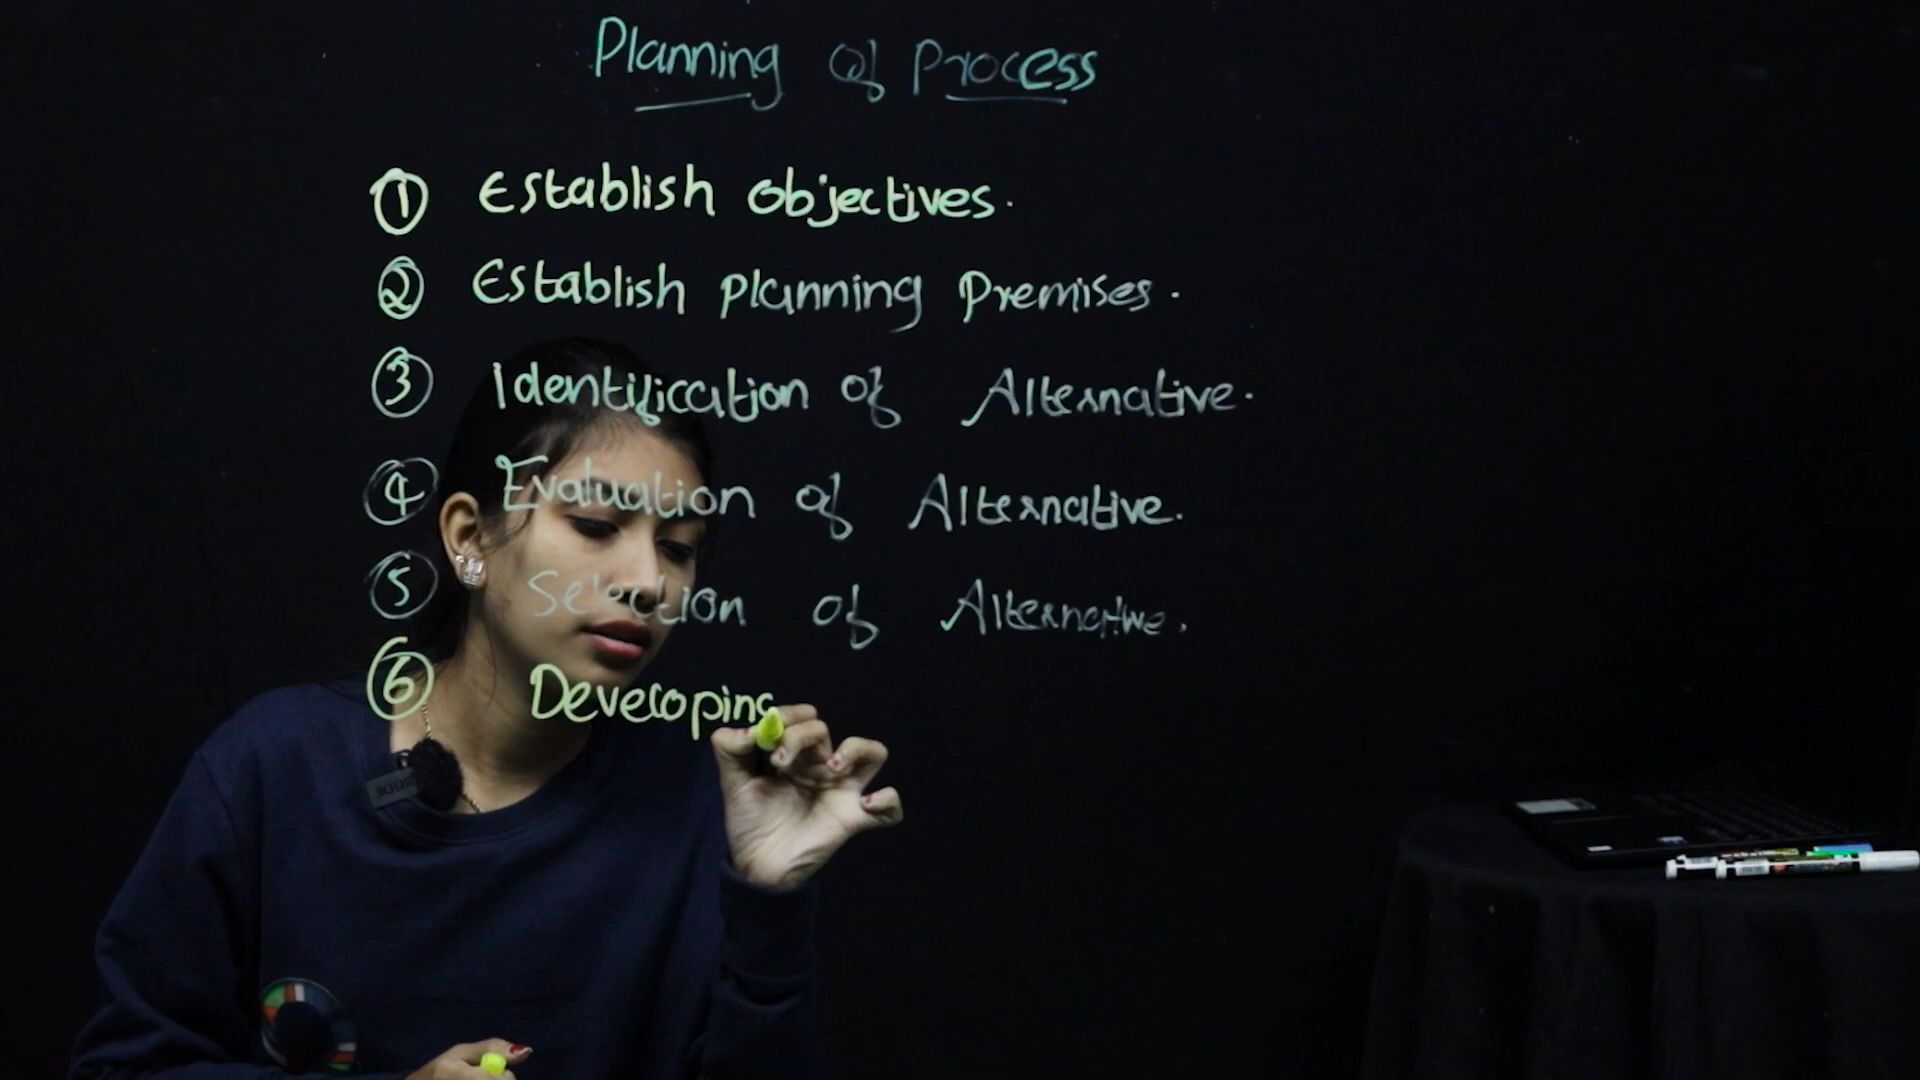 Planning of Process
① Establish objectives.
② Establish planning Premises.
③ Identification of Alternative.
④ Evaluation of Alternative.
⑤ Selection of Alternative.
⑥ Developing